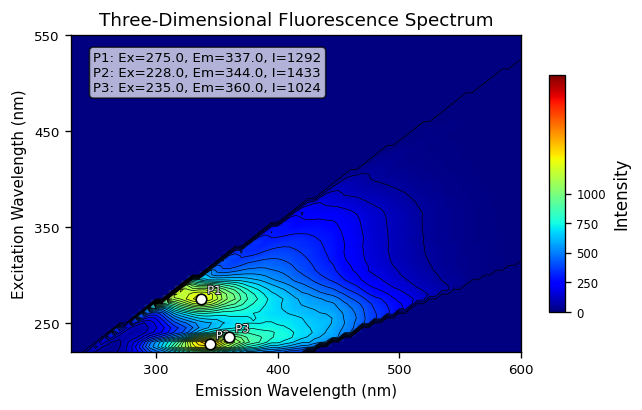 Three-Dimensional Fluorescence Spectrum
P1: Ex=275.0, Em=337.0, I=1292
P2: Ex=228.0, Em=344.0, I=1433
P3: Ex=235.0, Em=360.0, I=1024
Excitation Wavelength (nm)
550
450
350
250
P1
P
P3
300
400
500
600
Emission Wavelength (nm)
1000
750
500
250
0
Intensity